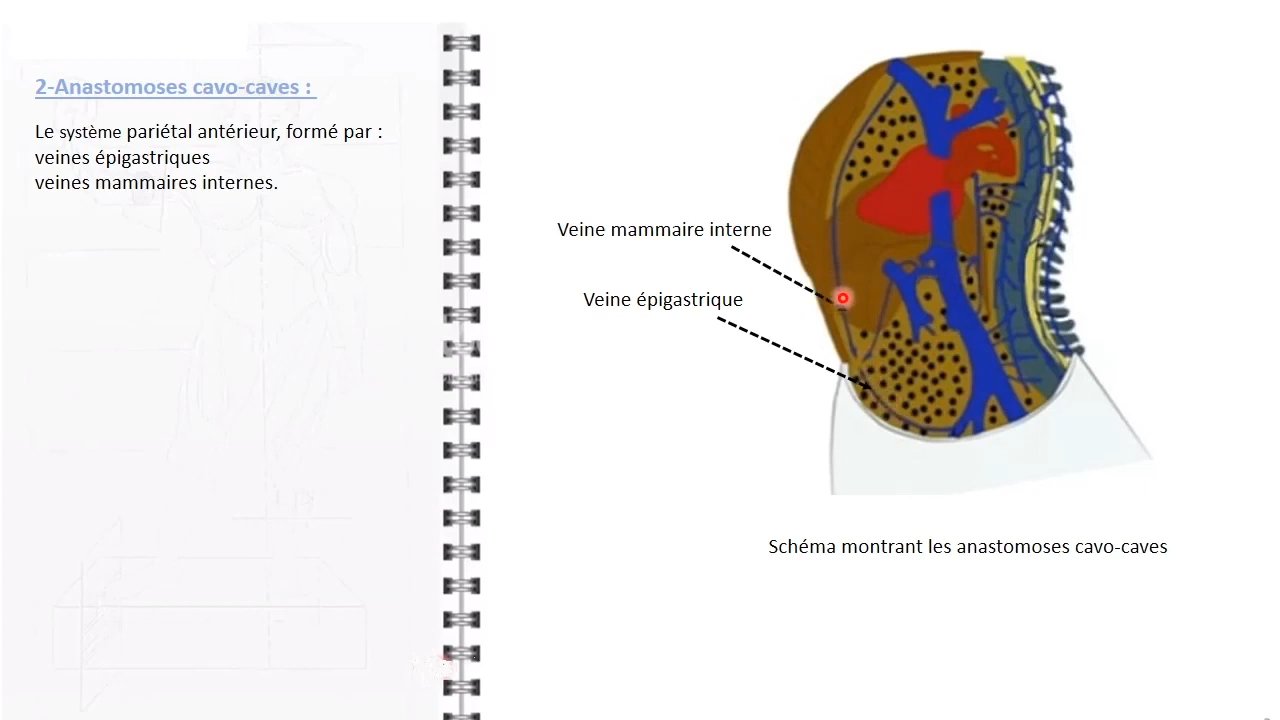 2-Anastomoses cavo-caves :
Le système pariétal antérieur, formé par :
veines épigastriques
veines mammaires internes.
Veine mammaire interne
Veine épigastrique
Schéma montrant les anastomoses cavo-caves